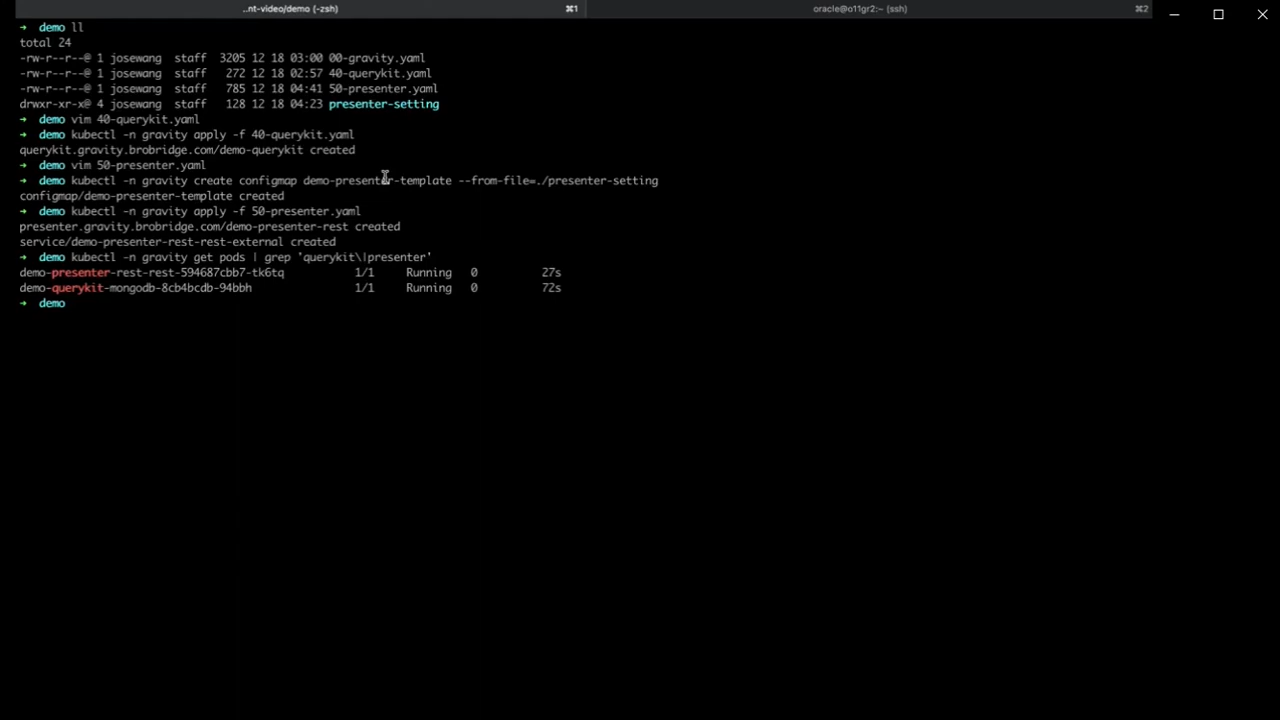 ..nt-video/demo (-zsh) ⌘1 oracle@o11gr2:~ (ssh) ⌘2
➜ demo ll
total 24
-rw-r--r--@ 1 josewang staff 3205 12 18 03:00 00-gravity.yaml
-rw-r--r--@ 1 josewang staff 272 12 18 02:57 40-querykit.yaml
-rw-r--r--@ 1 josewang staff 785 12 18 04:41 50-presenter.yaml
drwxr-xr-x@ 4 josewang staff 128 12 18 04:23 presenter-setting
➜ demo vim 40-querykit.yaml
➜ demo kubectl -n gravity apply -f 40-querykit.yaml
querykit.gravity.brobridge.com/demo-querykit created
➜ demo vim 50-presenter.yaml
➜ demo kubectl -n gravity create configmap demo-presenter-template --from-file=./presenter-setting
configmap/demo-presenter-template created
➜ demo kubectl -n gravity apply -f 50-presenter.yaml
presenter.gravity.brobridge.com/demo-presenter-rest created
service/demo-presenter-rest-rest-external created
➜ demo kubectl -n gravity get pods | grep 'querykit\|presenter'
demo-presenter-rest-rest-594687cbb7-tk6tq 1/1 Running 0 27s
demo-querykit-mongodb-8cb4bcdb-94bbh 1/1 Running 0 72s
➜ demo